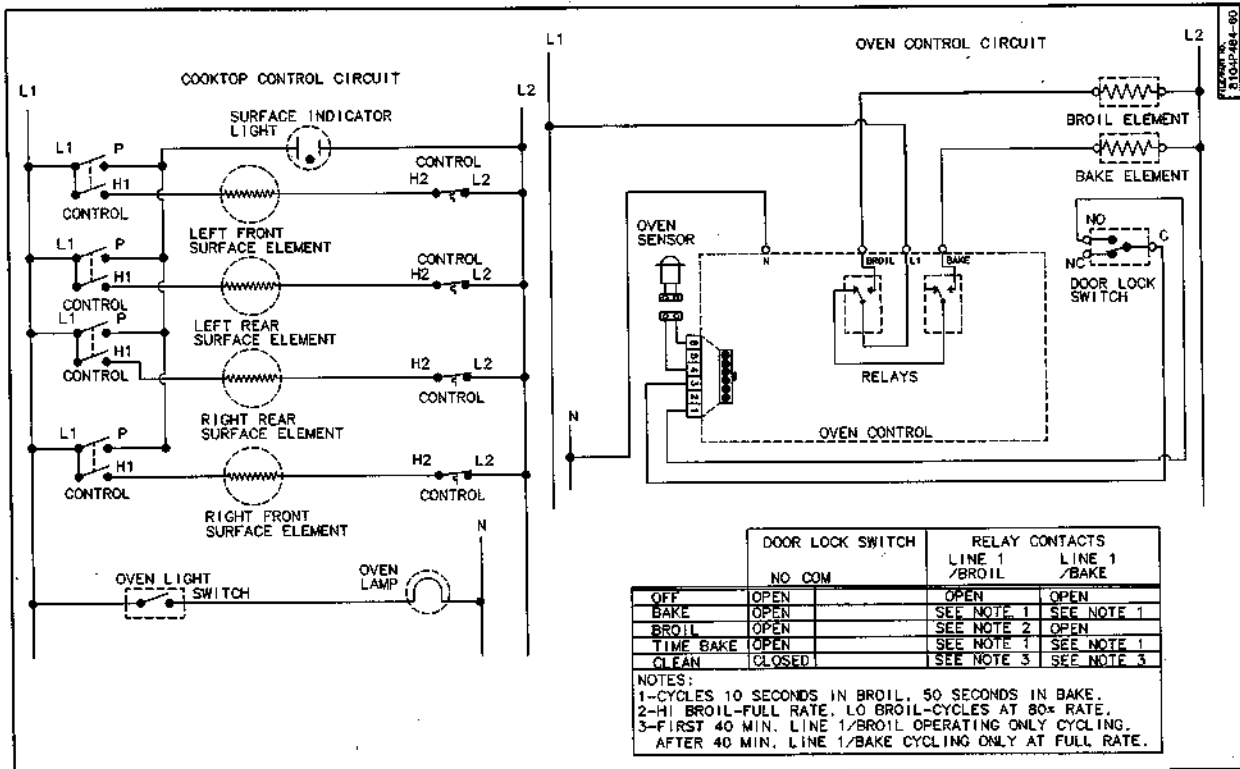 COOKTOP CONTROL CIRCUIT
L1
L2
SURFACE INDICATOR
LIGHT
L1 P
H1
CONTROL
CONTROL
H2 L2
LEFT FRONT
SURFACE ELEMENT
L1 P
H1
CONTROL
CONTROL
H2 L2
LEFT REAR
SURFACE ELEMENT
L1 P
H1
CONTROL
H2 L2
CONTROL
RIGHT REAR
SURFACE ELEMENT
L1 P
H1
CONTROL
H2 L2
CONTROL
RIGHT FRONT
SURFACE ELEMENT
N
OVEN LIGHT
SWITCH
OVEN
LAMP
L1
OVEN CONTROL CIRCUIT
L2
8104P484-60
BROIL ELEMENT
BAKE ELEMENT
OVEN
SENSOR
N
BROIL
L1
BAKE
NO
C
NC
DOOR LOCK
SWITCH
RELAYS
6
5
4
3
2
1
OVEN CONTROL
N
DOOR LOCK SWITCH RELAY CONTACTS
NO COM LINE 1 /BROIL LINE 1 /BAKE
OFF OPEN OPEN OPEN
BAKE OPEN SEE NOTE 1 SEE NOTE 1
BROIL OPEN SEE NOTE 2 OPEN
TIME BAKE OPEN SEE NOTE 1 SEE NOTE 1
CLEAN CLOSED SEE NOTE 3 SEE NOTE 3
NOTES:
1-CYCLES 10 SECONDS IN BROIL, 50 SECONDS IN BAKE.
2-HI BROIL-FULL RATE, LO BROIL-CYCLES AT 80% RATE.
3-FIRST 40 MIN. LINE 1/BROIL OPERATING ONLY CYCLING.
AFTER 40 MIN. LINE 1/BAKE CYCLING ONLY AT FULL RATE.